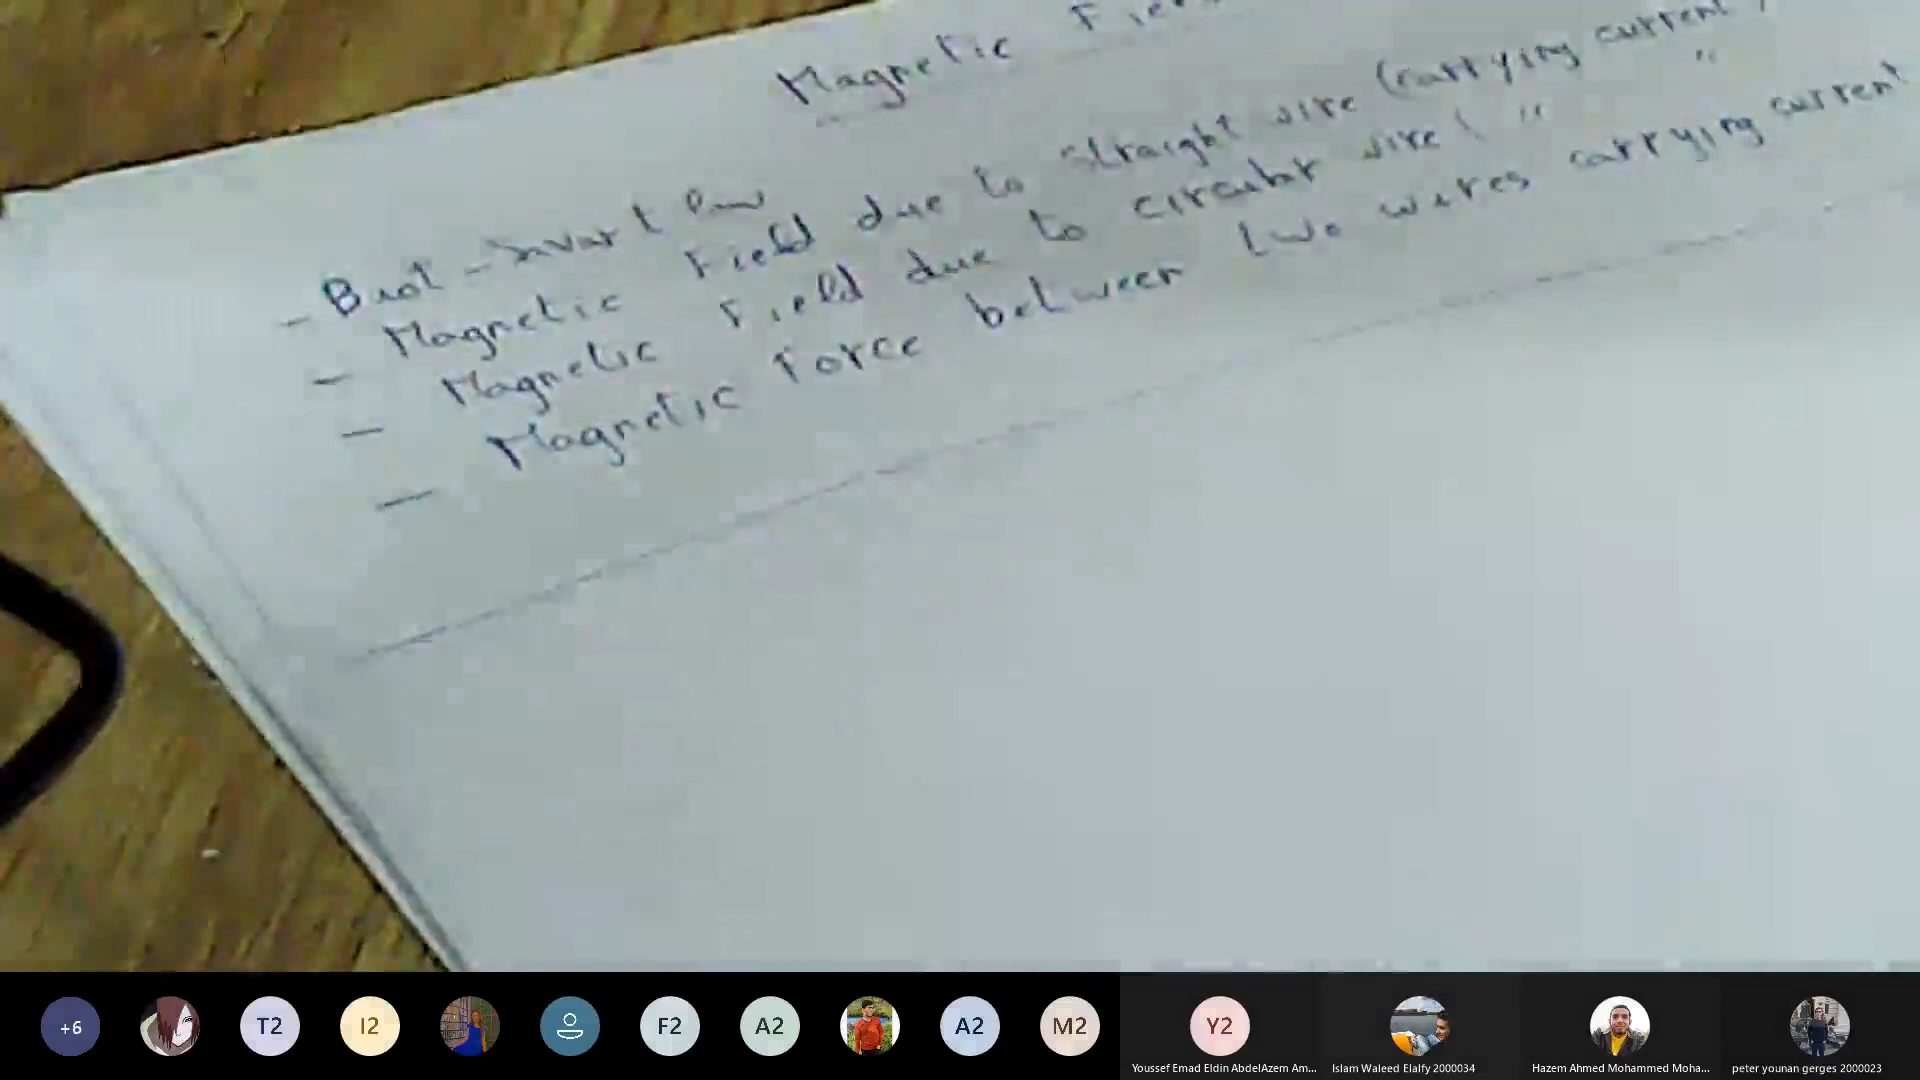 Magnetic Fiel
- Biot - Savart law
- Magnetic Field due to straight wire (carrying current)
- Magnetic Field due to circular wire ( " "
- Magnetic Force between two wires carrying current
+6
T2
I2
F2
A2
A2
M2
Y2
Youssef Emad Eldin AbdelAzem Am...
Islam Waleed Elalfy 2000034
Hazem Ahmed Mohammed Moha...
peter younan gerges 2000023